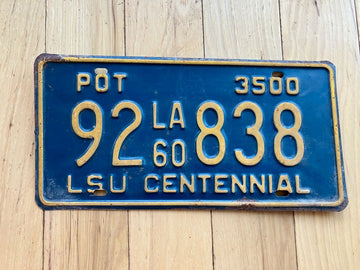 POT 3500
92 LA 60 838
LSU CENTENNIAL